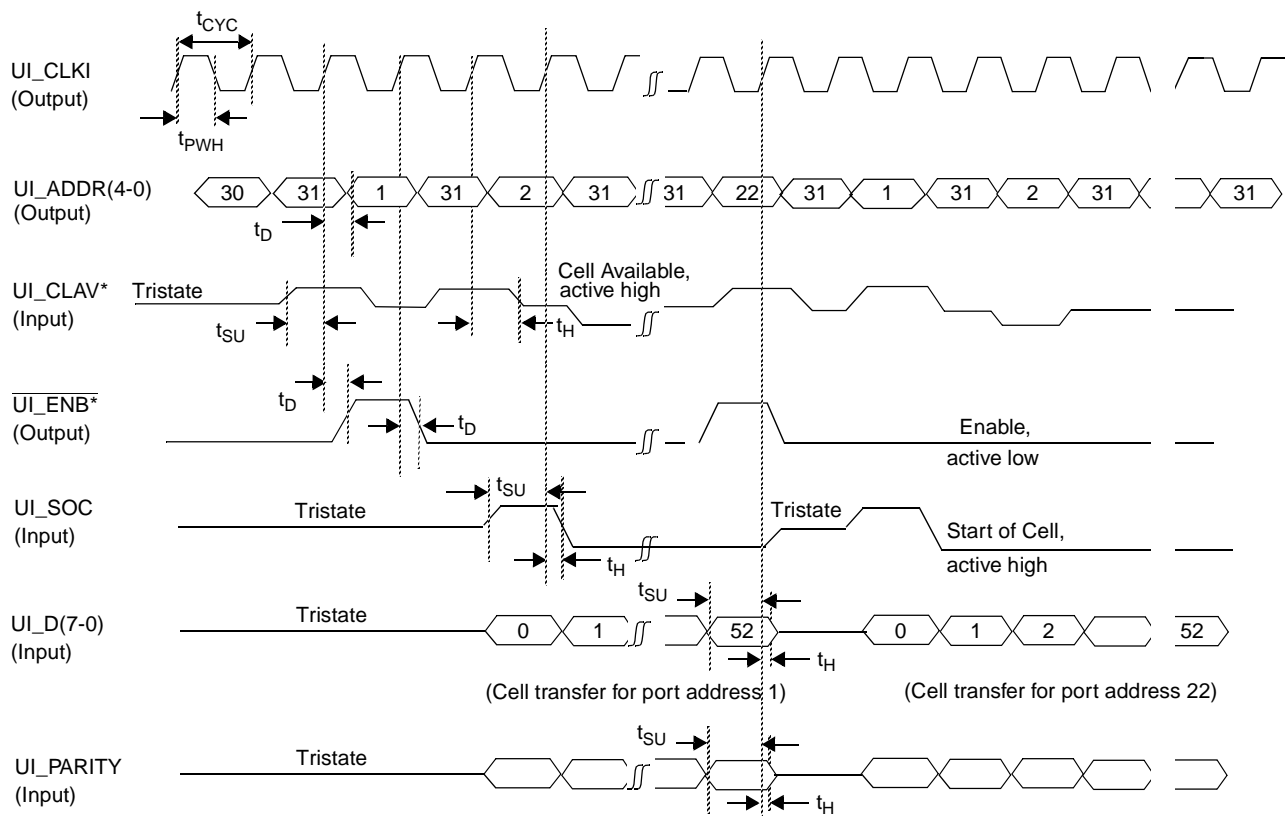 tCYC
UI_CLKI
(Output)
tPWH
UI_ADDR(4-0)
(Output)
30 31 1 31 2 31 31 22 31 1 31 2 31 31
tD
UI_CLAV*
(Input)
Tristate
Cell Available,
active high
tSU
tH
tD
UI_ENB*
(Output)
tD
Enable,
active low
UI_SOC
(Input)
Tristate
tSU
tH
Tristate
Start of Cell,
active high
UI_D(7-0)
(Input)
Tristate
tSU
0 1 52 0 1 2 52
tH
(Cell transfer for port address 1) (Cell transfer for port address 22)
UI_PARITY
(Input)
Tristate
tSU
tH